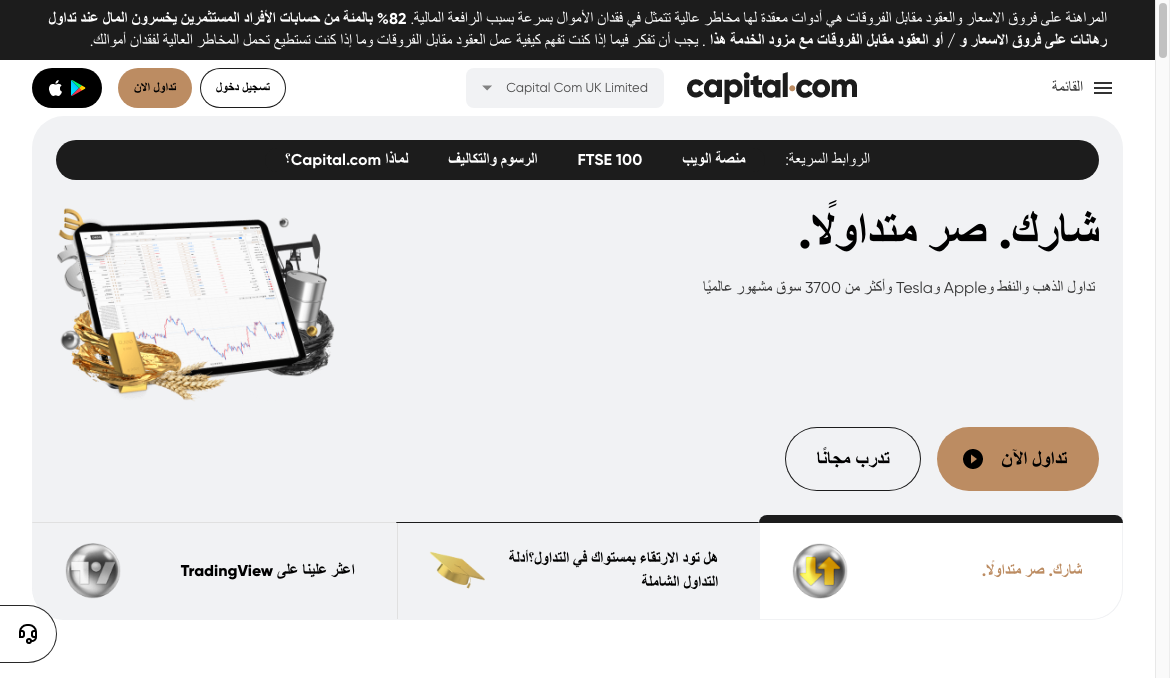 المراهنة على فروق الاسعار والعقود مقابل الفروقات هي أدوات معقدة لها مخاطر عالية تتمثل في فقدان الأموال بسرعة بسبب الرافعة المالية. 82% بالمئة من حسابات الأفراد المستثمرين يخسرون المال عند تداول
رهانات على فروق الاسعار و / أو العقود مقابل الفروقات مع مزود الخدمة هذا . يجب أن تفكر فيما إذا كنت تفهم كيفية عمل العقود مقابل الفروقات وما إذا كنت تستطيع تحمل المخاطر العالية لفقدان أموالك.
القائمة
capital.com
Capital Com UK Limited
تسجيل دخول
تداول الان
الروابط السريعة:
منصة الويب
FTSE 100
الرسوم والتكاليف
لماذا Capital.com؟
شارك. صر متداولًا.
تداول الذهب والنفط وApple وTesla وأكثر من 3700 سوق مشهور عالميًا
تداول الآن
تدرب مجانًا
شارك. صر متداولًا.
هل تود الارتقاء بمستواك في التداول؟أدلة
التداول الشاملة
اعثر علينا على TradingView